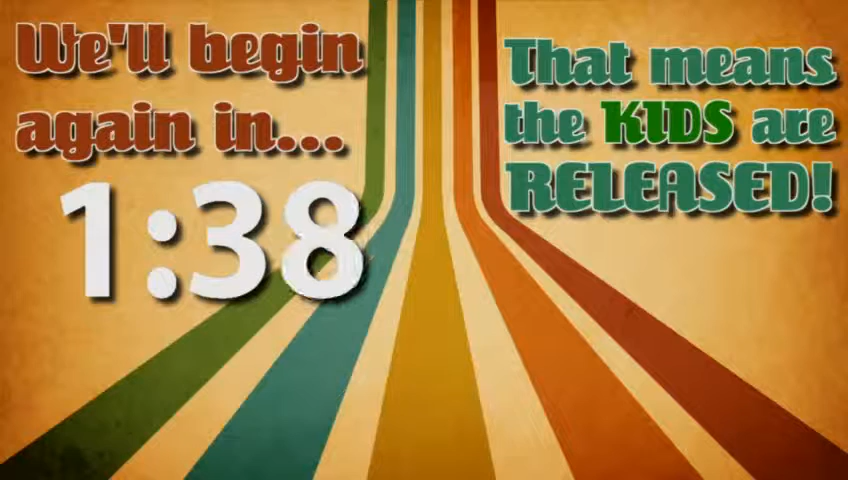 We'll begin
again in...
1:38
That means
the KIDS are
RELEASED!